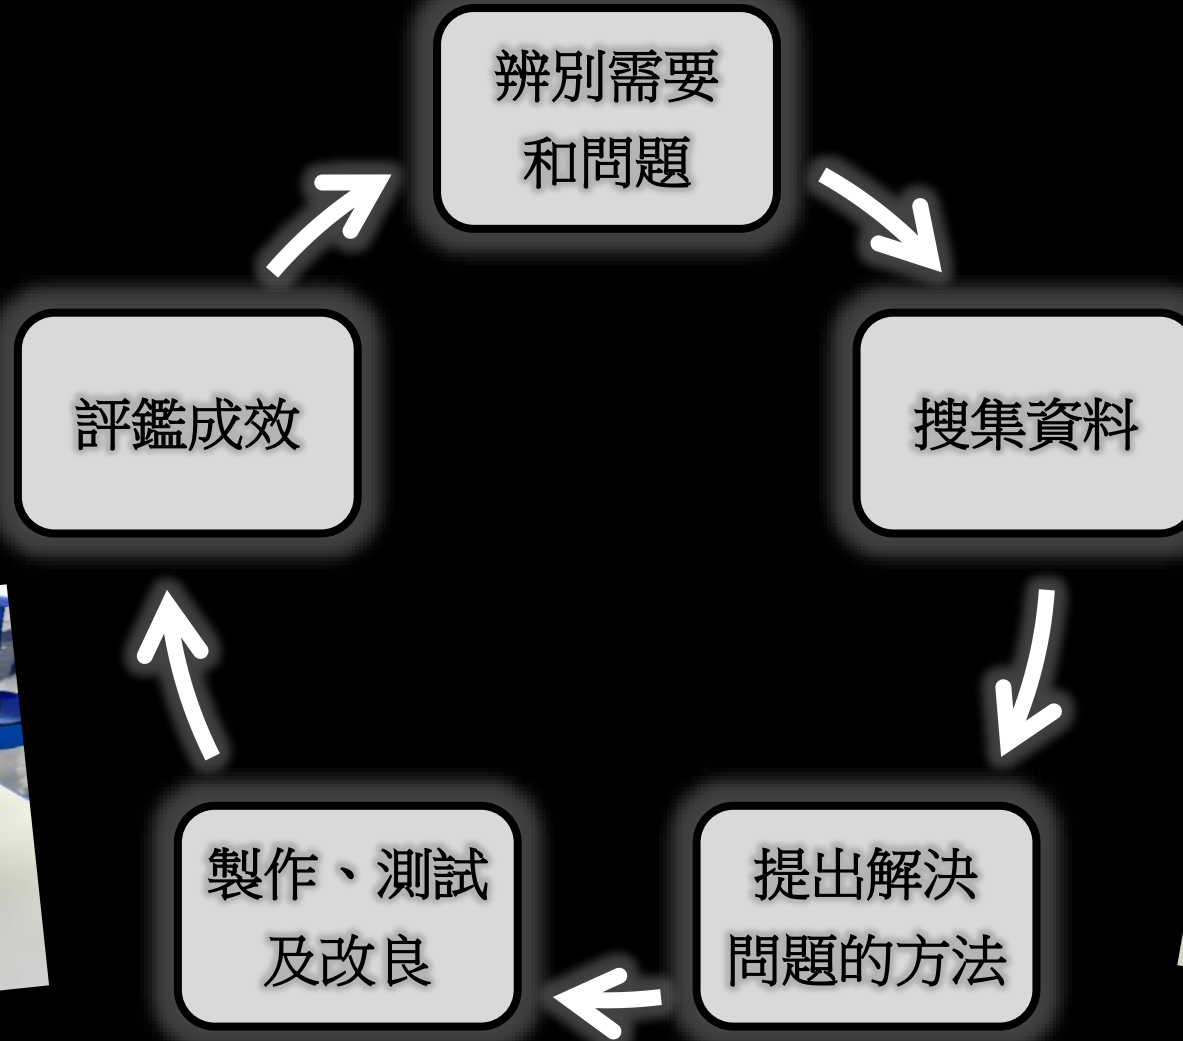 辨別需要
和問題
搜集資料
提出解決
問題的方法
製作、測試
及改良
評鑑成效